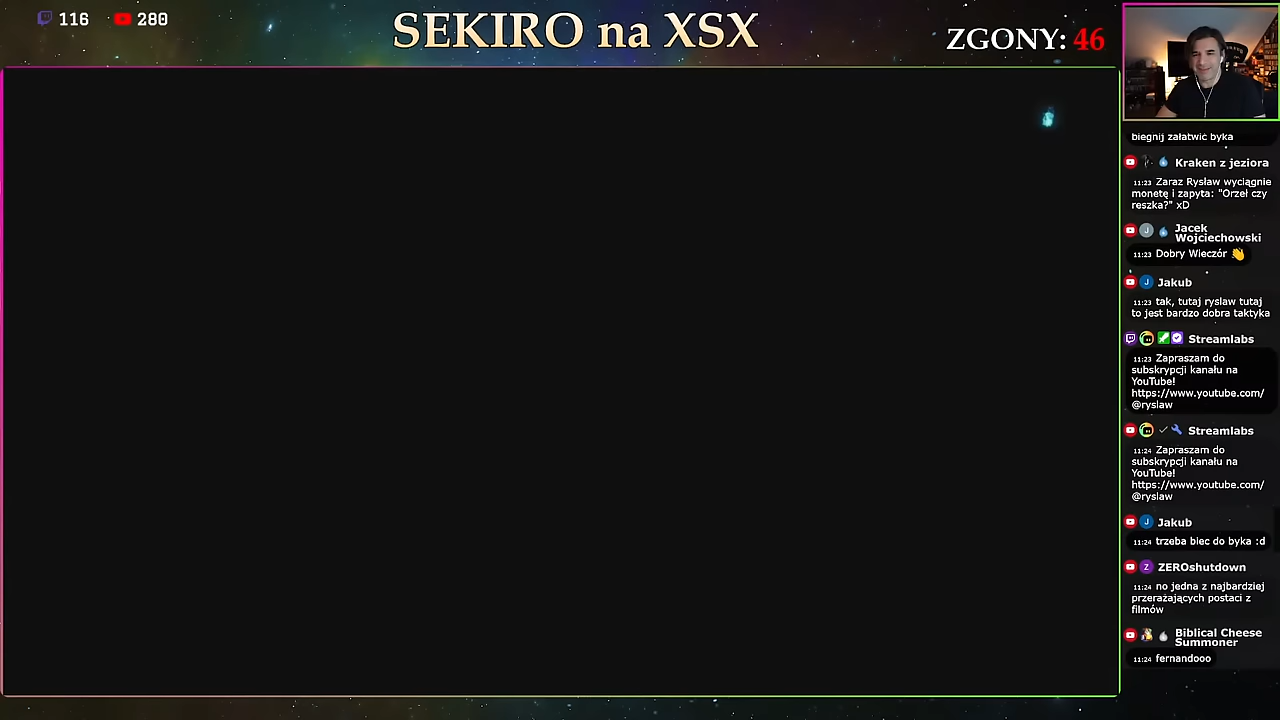 116 280
SEKIRO na XSX
ZGONY: 46
biegnij załatwić byka
Kraken z jeziora
11:23 Zaraz Rysław wyciągnie
monetę i zapyta: "Orzeł czy
reszka?" xD
Jacek
Wojciechowski
11:23 Dobry Wieczór 👋
Jakub
11:23 tak, tutaj ryslaw tutaj
to jest bardzo dobra taktyka
Streamlabs
11:23 Zapraszam do
subskrypcji kanału na
YouTube!
https://www.youtube.com/
@ryslaw
Streamlabs
11:24 Zapraszam do
subskrypcji kanału na
YouTube!
https://www.youtube.com/
@ryslaw
Jakub
11:24 trzeba biec do byka :d
ZEROshutdown
11:24 no jedna z najbardziej
przerażających postaci z
filmów
Biblical Cheese
Summoner
11:24 fernandooo